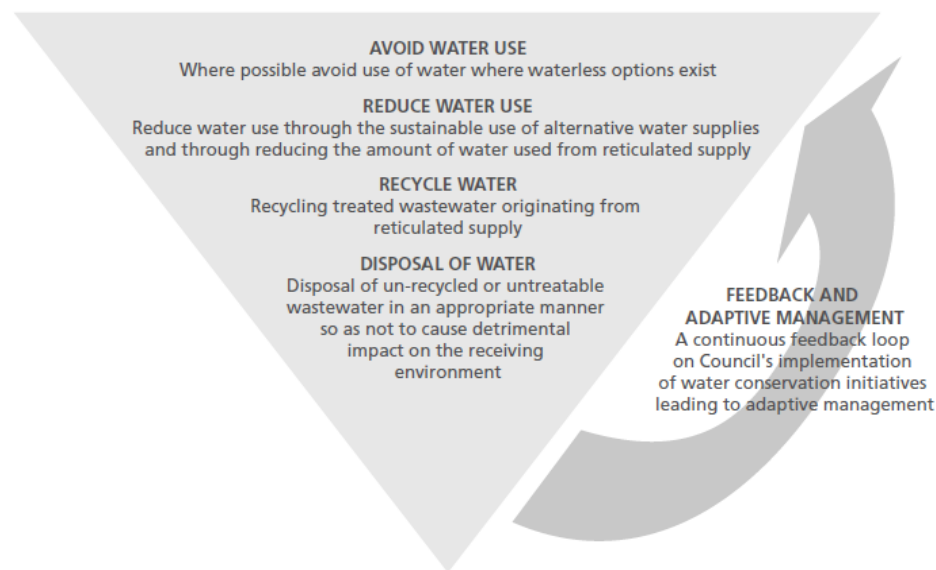 AVOID WATER USE
Where possible avoid use of water where waterless options exist
REDUCE WATER USE
Reduce water use through the sustainable use of alternative water supplies
and through reducing the amount of water used from reticulated supply
RECYCLE WATER
Recycling treated wastewater originating from
reticulated supply
DISPOSAL OF WATER
Disposal of un-recycled or untreatable
wastewater in an appropriate manner
so as not to cause detrimental
impact on the receiving
environment
FEEDBACK AND
ADAPTIVE MANAGEMENT
A continuous feedback loop
on Council's implementation
of water conservation initiatives
leading to adaptive management